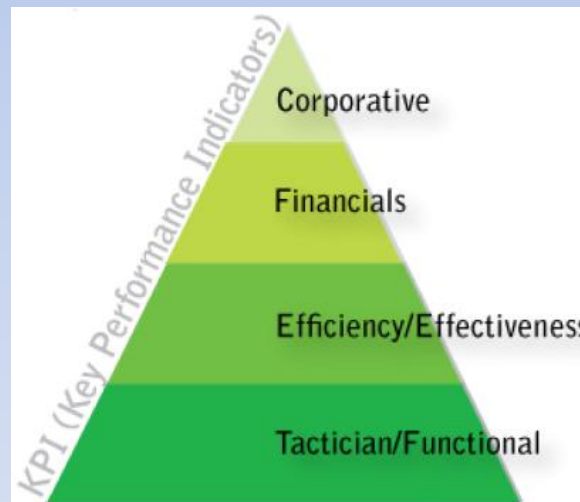 KPI (Key Performance Indicators)
Corporative
Financials
Efficiency/Effectiveness
Tactician/Functional